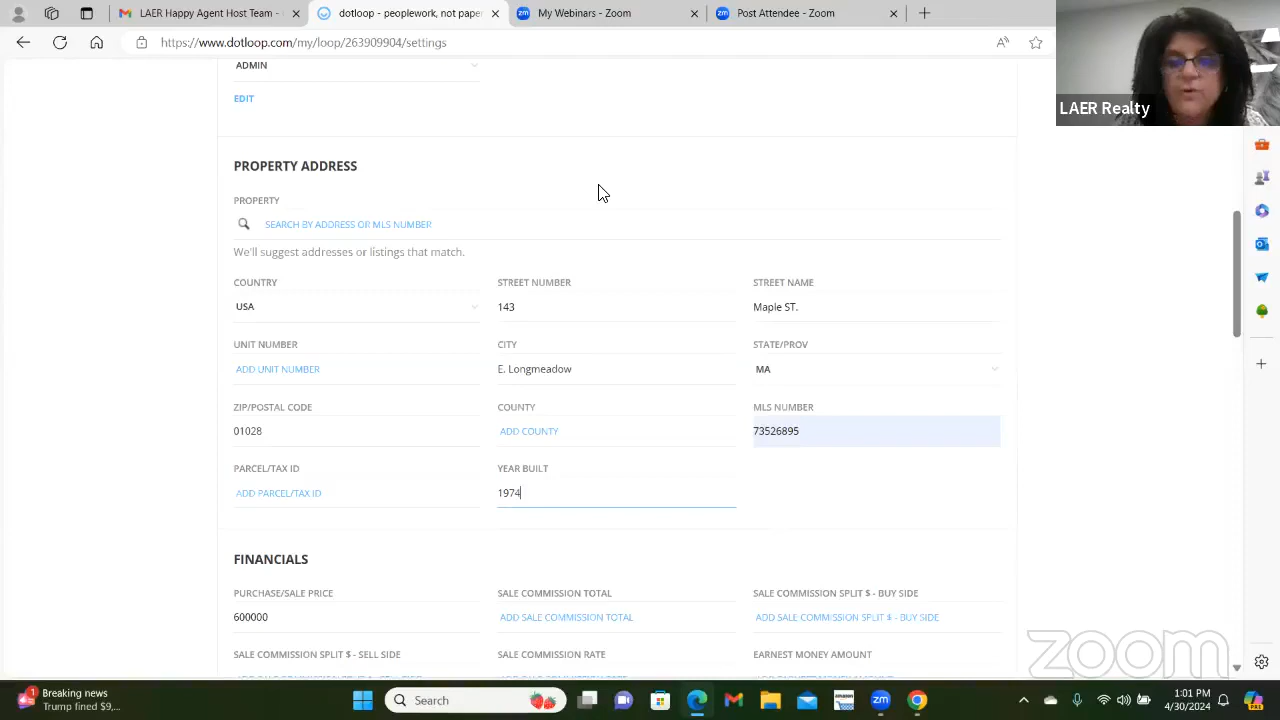 LAER Realty Mail - Inbox
dotloop - peoplework, not paper
My Webinars - Zoom
Post Attendee - Zoom
https://www.dotloop.com/my/loop/263909904/settings
LAER Realty
ADMIN
EDIT
PROPERTY ADDRESS
PROPERTY
SEARCH BY ADDRESS OR MLS NUMBER
We'll suggest addresses or listings that match.
COUNTRY STREET NUMBER STREET NAME
USA 143 Maple ST.
UNIT NUMBER CITY STATE/PROV
ADD UNIT NUMBER E. Longmeadow MA
ZIP/POSTAL CODE COUNTY MLS NUMBER
01028 ADD COUNTY 73526895
PARCEL/TAX ID YEAR BUILT
ADD PARCEL/TAX ID 1974
FINANCIALS
PURCHASE/SALE PRICE SALE COMMISSION TOTAL SALE COMMISSION SPLIT $ - BUY SIDE
600000 ADD SALE COMMISSION TOTAL ADD SALE COMMISSION SPLIT $ - BUY SIDE
SALE COMMISSION SPLIT $ - SELL SIDE SALE COMMISSION RATE EARNEST MONEY AMOUNT
zoom
Breaking news
Trump fined $9,...
Search
1:01 PM
4/30/2024